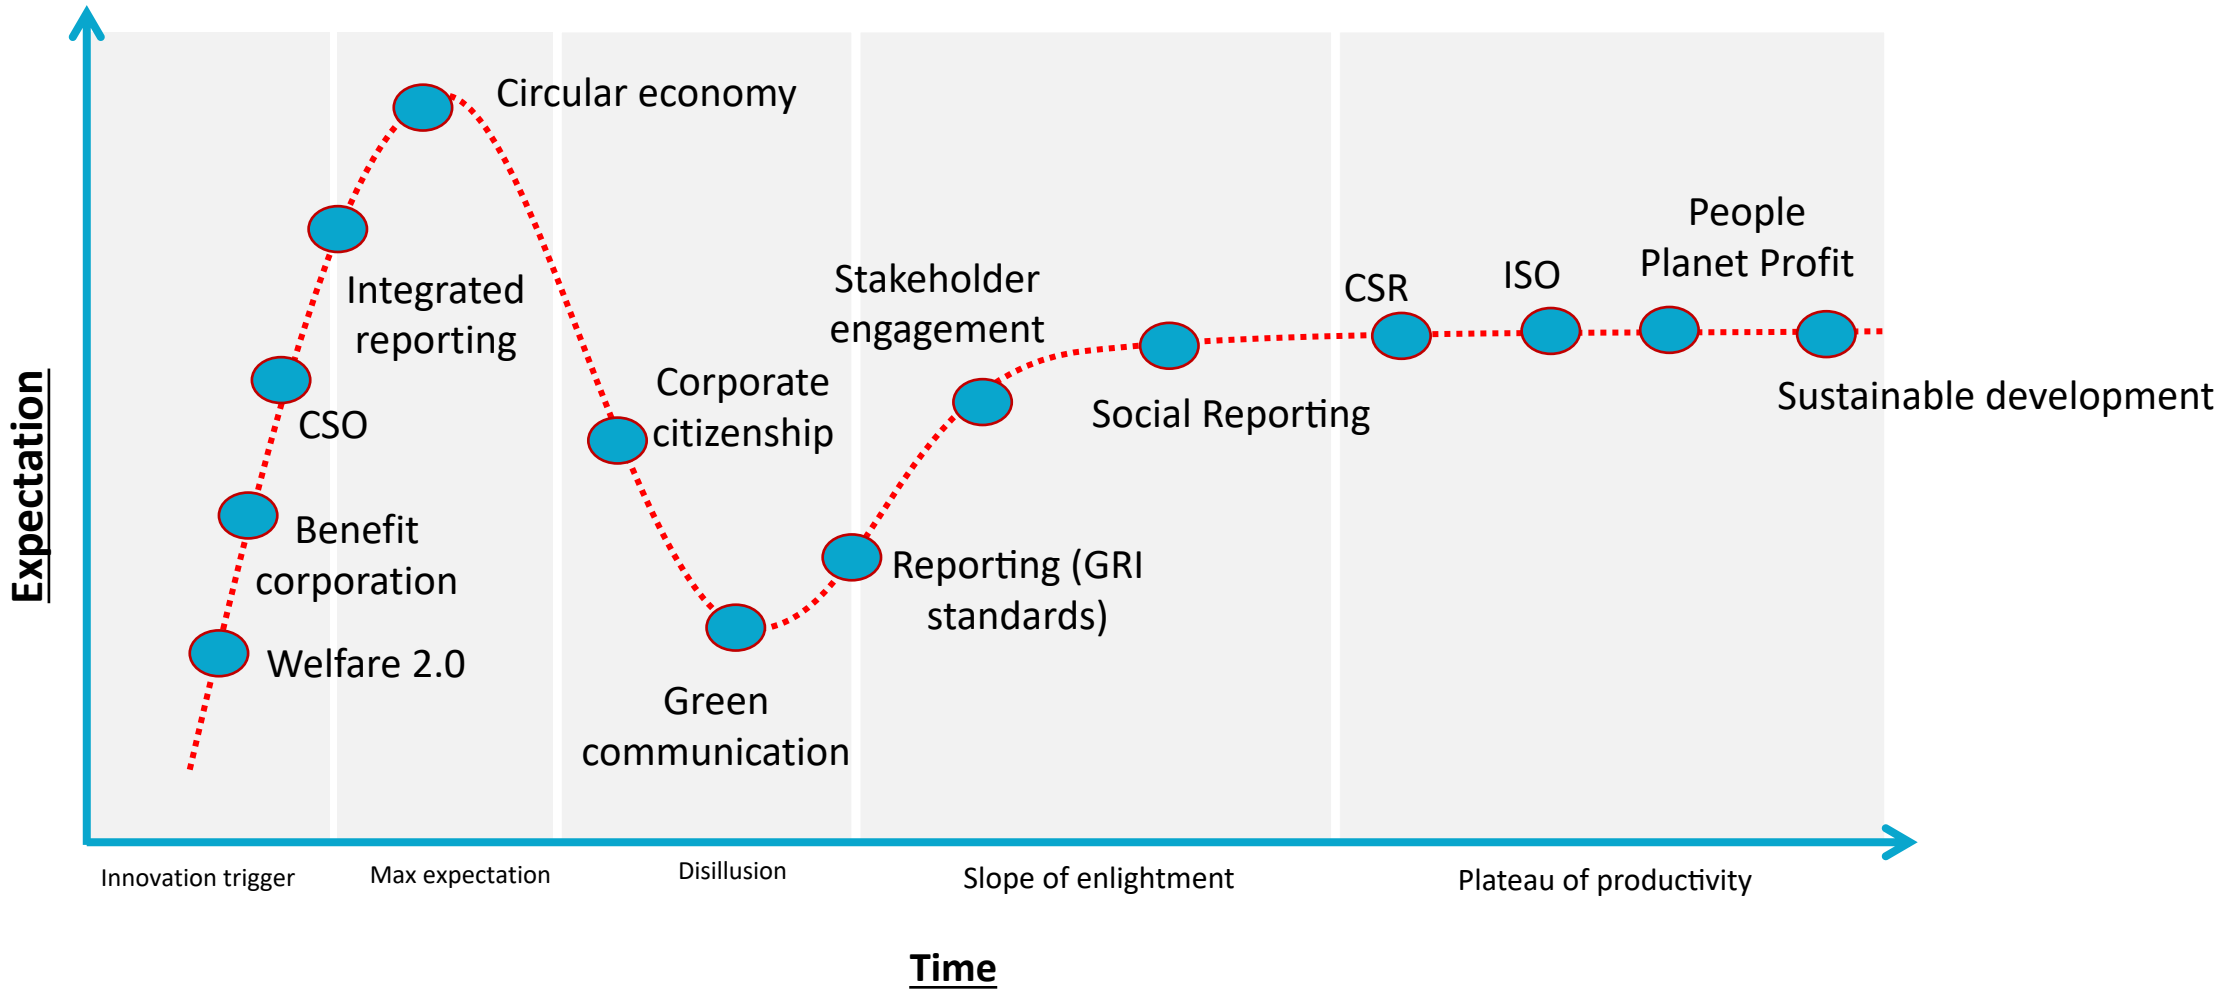 Expectation
Circular economy
Integrated
reporting
CSO
Benefit
corporation
Welfare 2.0
Corporate
citizenship
Green
communication
Stakeholder
engagement
Reporting (GRI
standards)
Social Reporting
CSR
ISO
People
Planet Profit
Sustainable development
Innovation trigger
Max expectation
Disillusion
Slope of enlightment
Plateau of productivity
Time